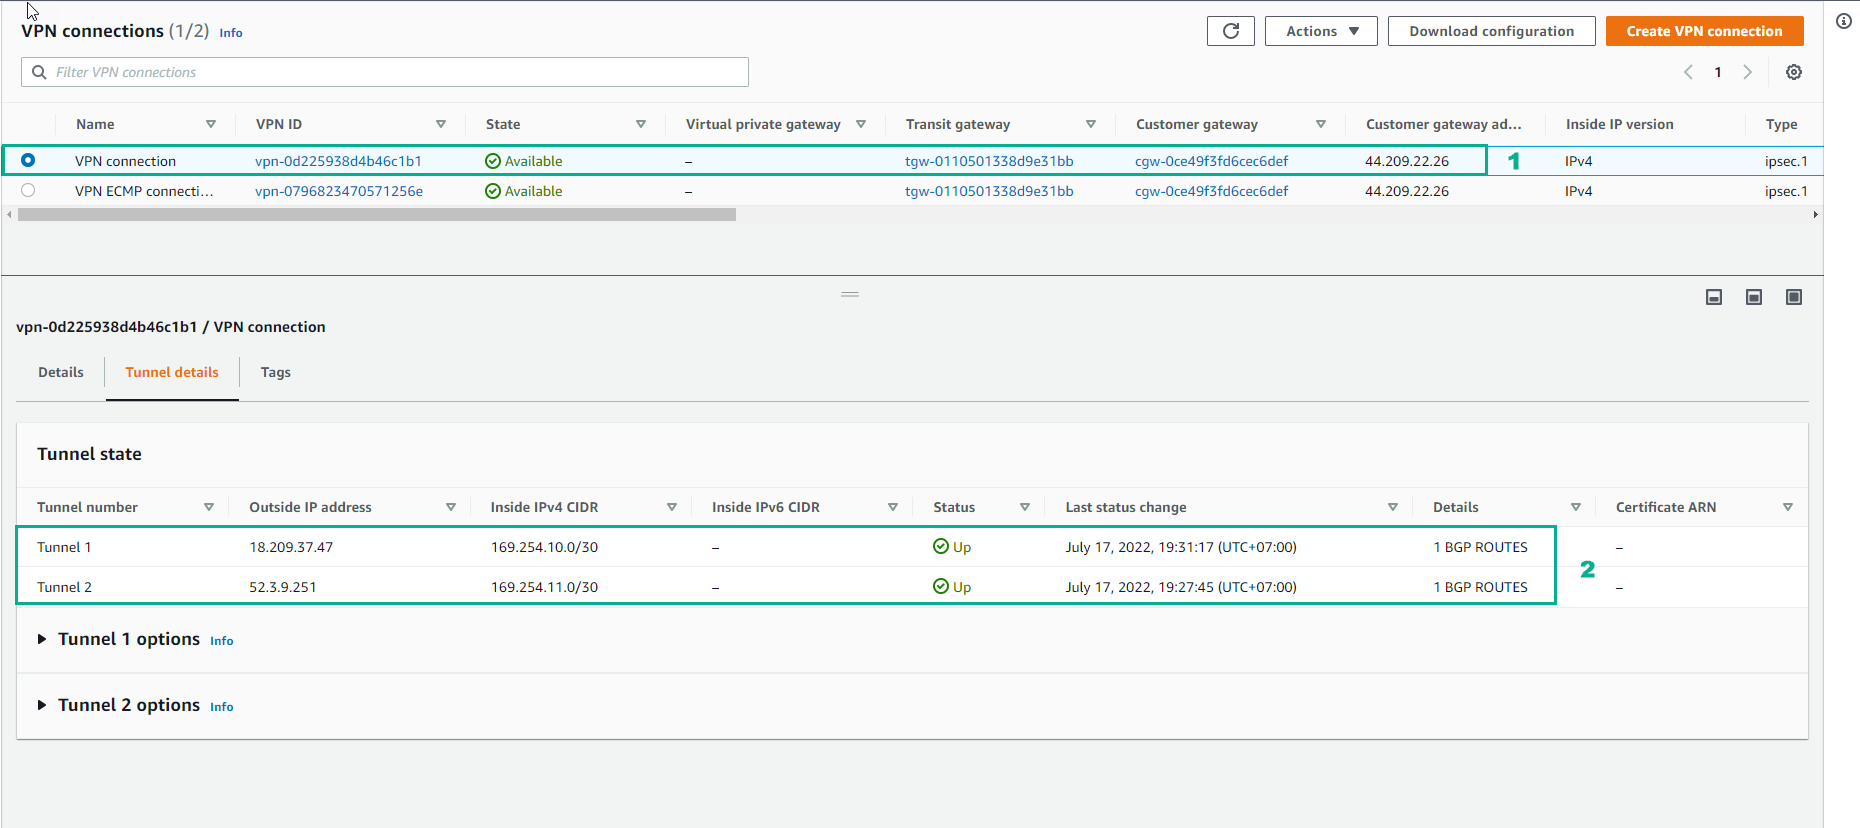 VPN connections (1/2) Info
Actions Download configuration Create VPN connection
Filter VPN connections
1
Name VPN ID State Virtual private gateway Transit gateway Customer gateway Customer gateway ad... Inside IP version Type
VPN connection vpn-0d225938d4b46c1b1 Available – tgw-0110501338d9e31bb cgw-0ce49f3fd6cec6def 44.209.22.26 1 IPv4 ipsec.1
VPN ECMP connecti... vpn-0796823470571256e Available – tgw-0110501338d9e31bb cgw-0ce49f3fd6cec6def 44.209.22.26 IPv4 ipsec.1
vpn-0d225938d4b46c1b1 / VPN connection
Details Tunnel details Tags
Tunnel state
Tunnel number Outside IP address Inside IPv4 CIDR Inside IPv6 CIDR Status Last status change Details Certificate ARN
Tunnel 1 18.209.37.47 169.254.10.0/30 – Up July 17, 2022, 19:31:17 (UTC+07:00) 1 BGP ROUTES –
2
Tunnel 2 52.3.9.251 169.254.11.0/30 – Up July 17, 2022, 19:27:45 (UTC+07:00) 1 BGP ROUTES –
Tunnel 1 options Info
Tunnel 2 options Info